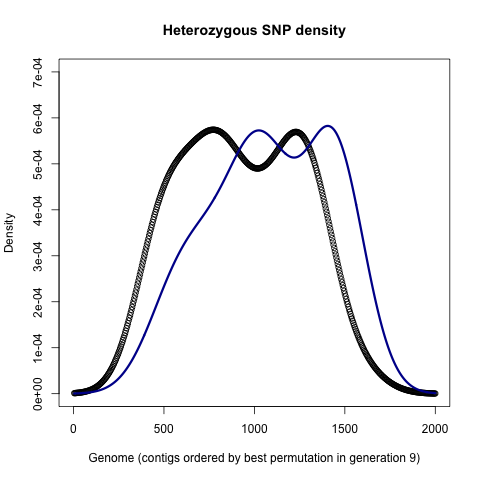 Heterozygous SNP density
Density
7e-04
6e-04
5e-04
4e-04
3e-04
2e-04
1e-04
0e+00
0 500 1000 1500 2000
Genome (contigs ordered by best permutation in generation 9)